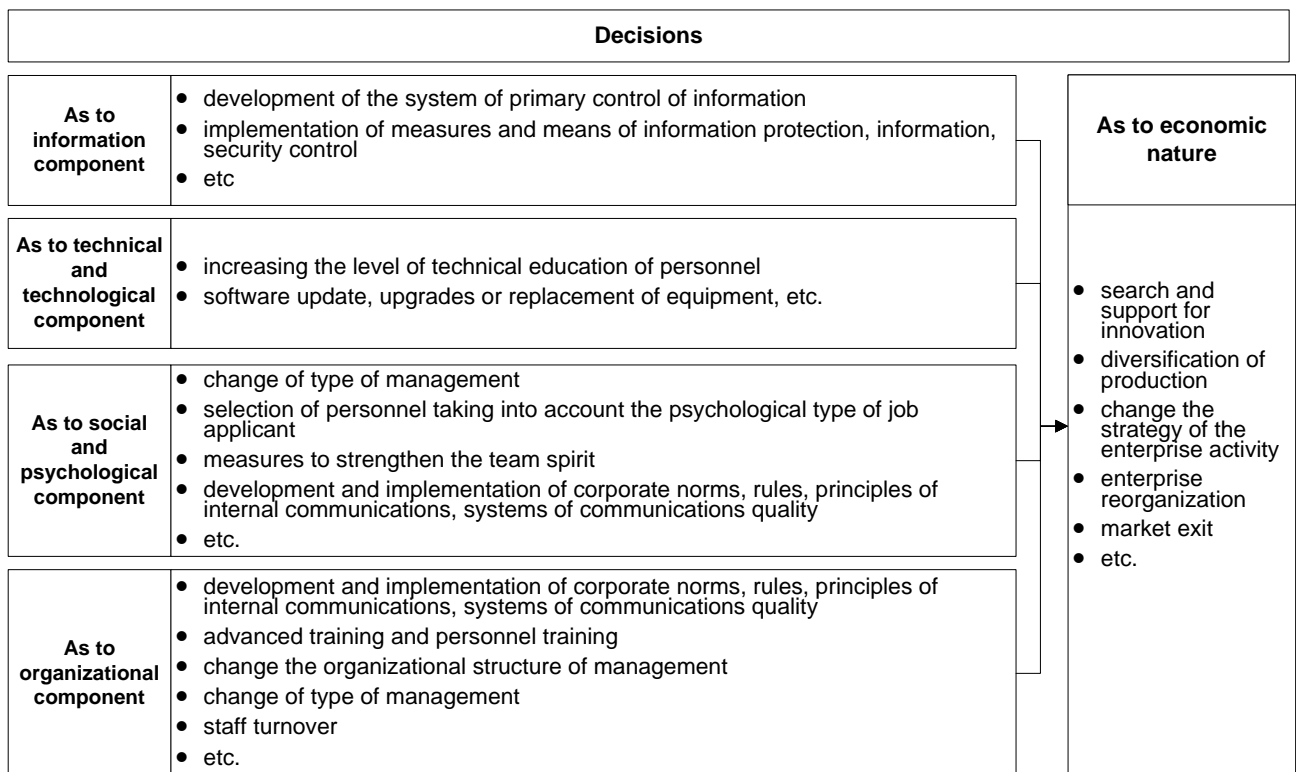 Decisions
As to
information
component
● development of the system of primary control of information
● implementation of measures and means of information protection, information,
security control
● etc
As to technical
and
technological
component
● increasing the level of technical education of personnel
● software update, upgrades or replacement of equipment, etc.
As to social
and
psychological
component
● change of type of management
● selection of personnel taking into account the psychological type of job
applicant
● measures to strengthen the team spirit
● development and implementation of corporate norms, rules, principles of
internal communications, systems of communications quality
● etc.
As to
organizational
component
● development and implementation of corporate norms, rules, principles of
internal communications, systems of communications quality
● advanced training and personnel training
● change the organizational structure of management
● change of type of management
● staff turnover
● etc.
As to economic
nature
● search and
support for
innovation
● diversification of
production
● change the
strategy of the
enterprise activity
● enterprise
reorganization
● market exit
● etc.